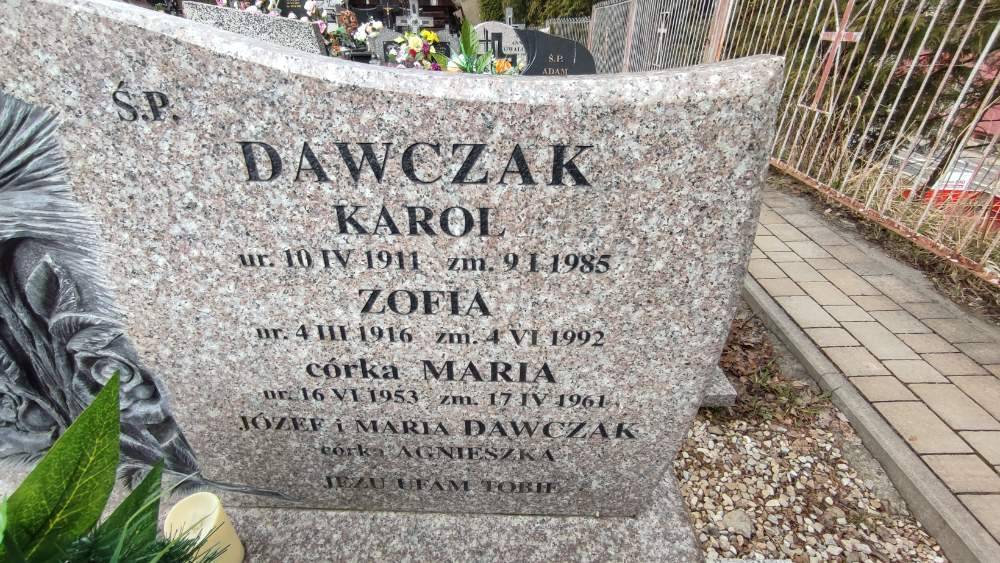 Ś.P.
ADAM
Ś.P.
DAWCZAK
KAROL
ur. 10 IV 1911 zm. 9 I 1985
ZOFIA
ur. 4 III 1916 zm. 4 VI 1992
córka MARIA
ur. 16 VI 1953 zm. 17 IV 1961
JÓZEF i MARIA DAWCZAK
córka AGNIESZKA
JEZU UFAM TOBIE